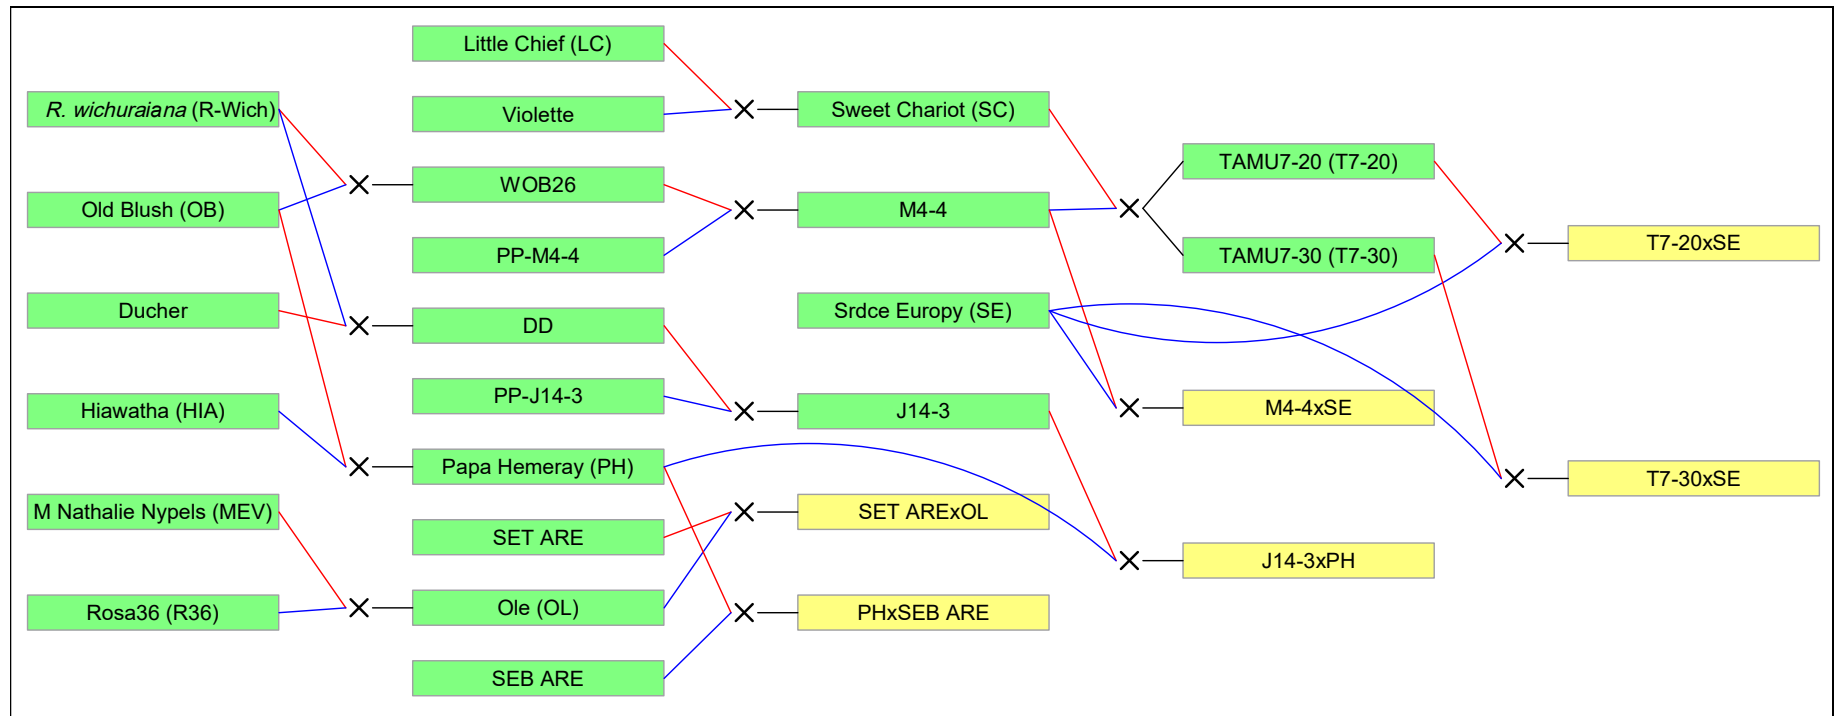 Little Chief (LC)
R. wichuraiana (R-Wich)
Violette
Sweet Chariot (SC)
TAMU7-20 (T7-20)
WOB26
Old Blush (OB)
M4-4
T7-20xSE
PP-M4-4
TAMU7-30 (T7-30)
Ducher
DD
Srdce Europy (SE)
PP-J14-3
Hiawatha (HIA)
J14-3
M4-4xSE
Papa Hemeray (PH)
T7-30xSE
M Nathalie Nypels (MEV)
SET ARExOL
SET ARE
J14-3xPH
Rosa36 (R36)
Ole (OL)
PHxSEB ARE
SEB ARE